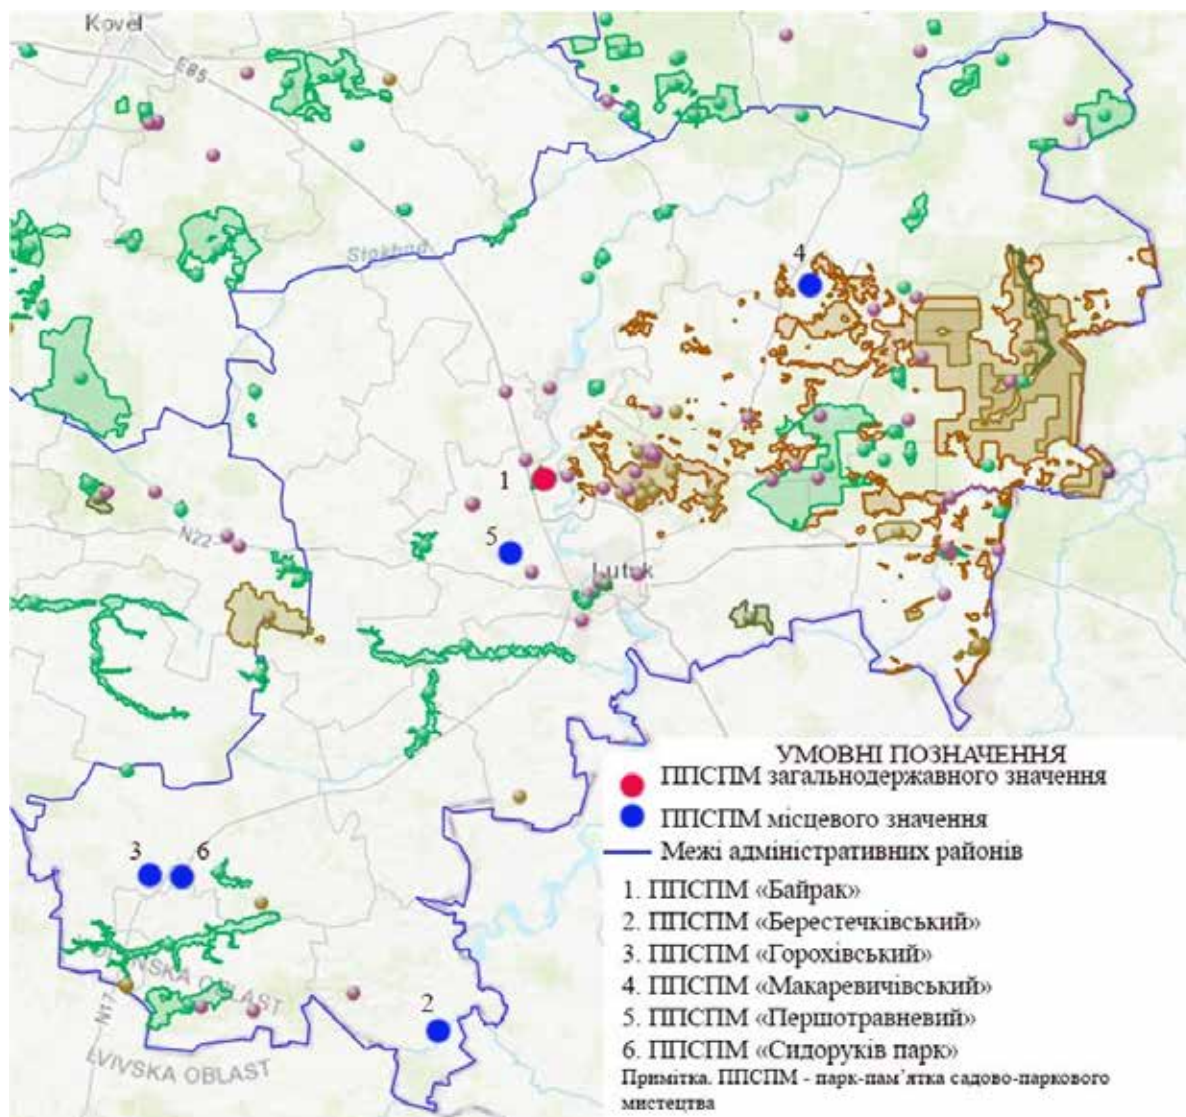 Kovel
E85
Stokhod
4
1
5
N22
Lutsk
УМОВНІ ПОЗНАЧЕННЯ
ППСПМ загальнодержавного значення
ППСПМ місцевого значення
Межі адміністративних районів
3
6
1. ППСПМ «Байрак»
2. ППСПМ «Берестечківський»
3. ППСПМ «Горохівський»
4. ППСПМ «Макаревичівський»
5. ППСПМ «Першотравневий»
6. ППСПМ «Сидоруків парк»
Примітка. ППСПМ - парк-пам’ятка садово-паркового
мистецтва
OBLAST
N17
2
LVIVSKA OBLAST